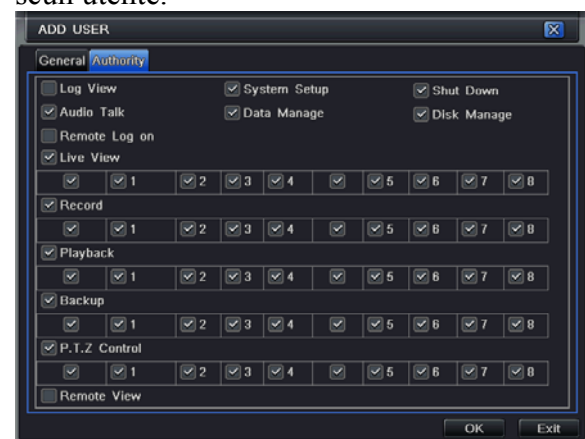 ADD USER
General Authority
Log View System Setup Shut Down
Audio Talk Data Manage Disk Manage
Remote Log on
Live View
1 2 3 4 5 6 7 8
Record
1 2 3 4 5 6 7 8
Playback
1 2 3 4 5 6 7 8
Backup
1 2 3 4 5 6 7 8
P.T.Z Control
1 2 3 4 5 6 7 8
Remote View
OK Exit